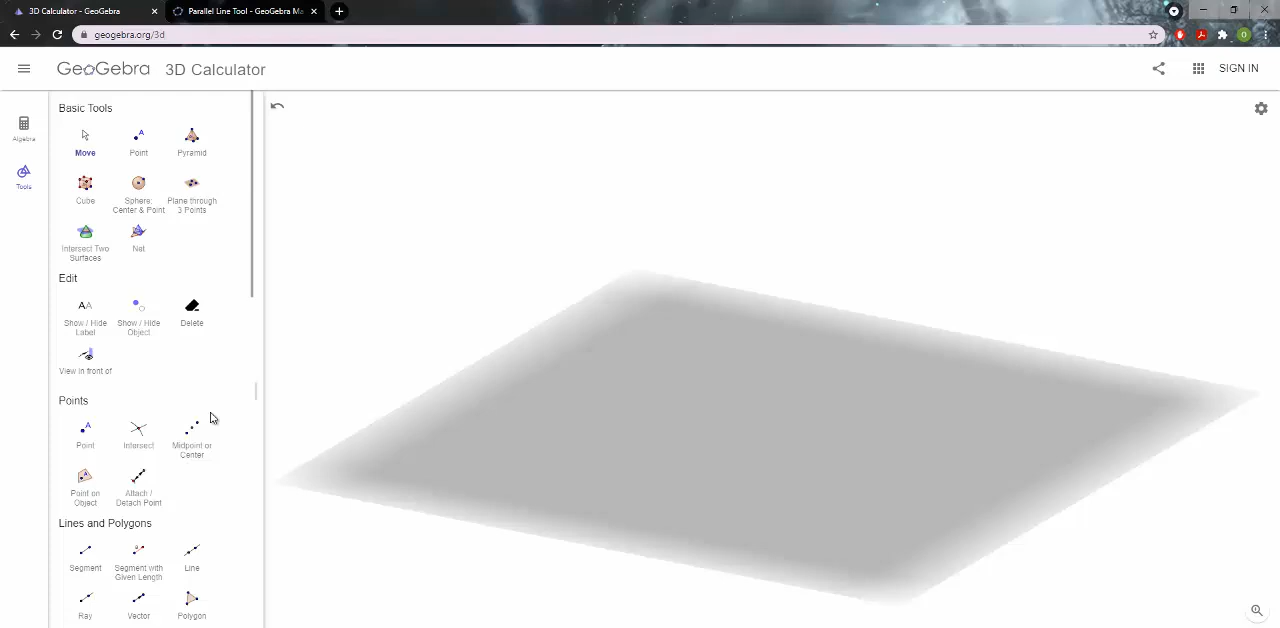 3D Calculator - GeoGebra
Parallel Line Tool - GeoGebra Ma
geogebra.org/3d
GeoGebra 3D Calculator
SIGN IN
Algebra
Tools
Basic Tools
Move
Point
Pyramid
Cube
Sphere:
Center & Point
Plane through
3 Points
Intersect Two
Surfaces
Net
Edit
Show / Hide
Label
Show / Hide
Object
Delete
View in front of
Points
Point
Intersect
Midpoint or
Center
Point on
Object
Attach /
Detach Point
Lines and Polygons
Segment
Segment with
Given Length
Line
Ray
Vector
Polygon